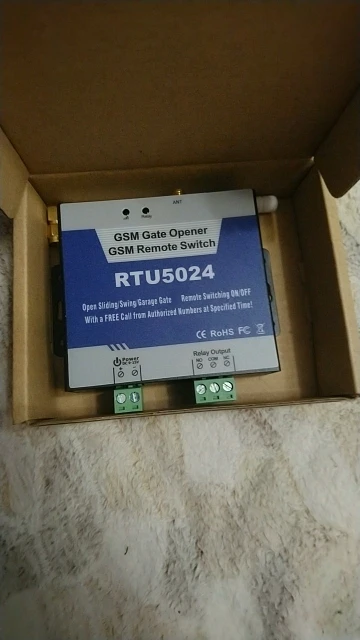 ANT
GSM Gate Opener
GSM Remote Switch
RTU5024
Open Sliding/Swing/Garage Gate Remote Switching ON/OFF
With a FREE Call from Authorized Numbers at Specified Time!
CE RoHS FC
Power
Relay Output
+ -
NO COM NC